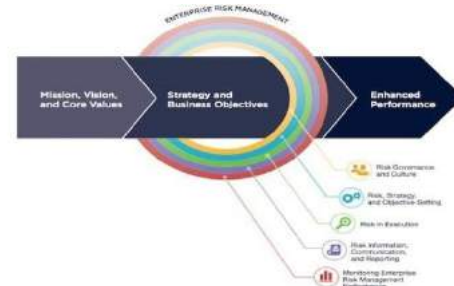 ENTERPRISE RISK MANAGEMENT
Mission, Vision,
and Core Values
Strategy and
Business Objectives
Enhanced
Performance
Risk Governance
and Culture
Risk, Strategy,
and Objective-Setting
Risk in Execution
Risk Information,
Communication,
and Reporting
Monitoring Enterprise
Risk Management